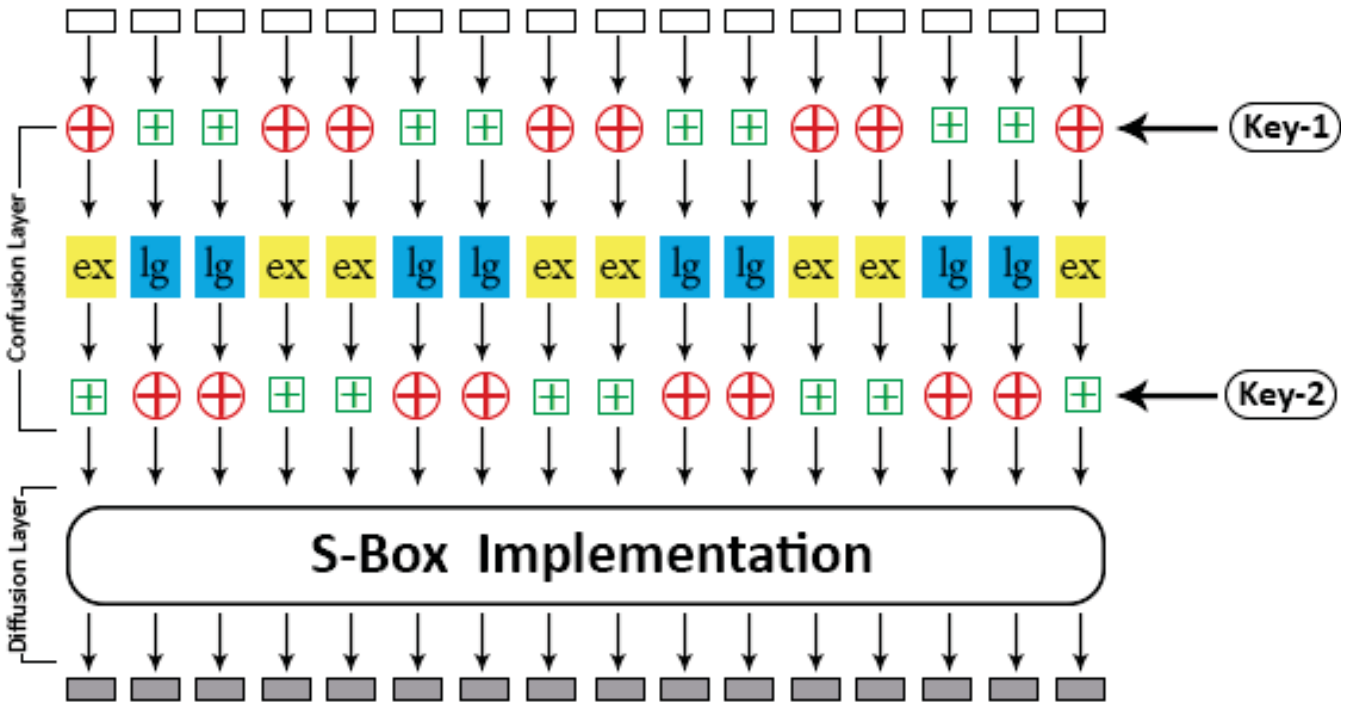 Key-1
Confusion Layer
ex lg lg ex ex lg lg ex ex lg lg ex ex lg lg ex
Key-2
Diffusion Layer
S-Box Implementation